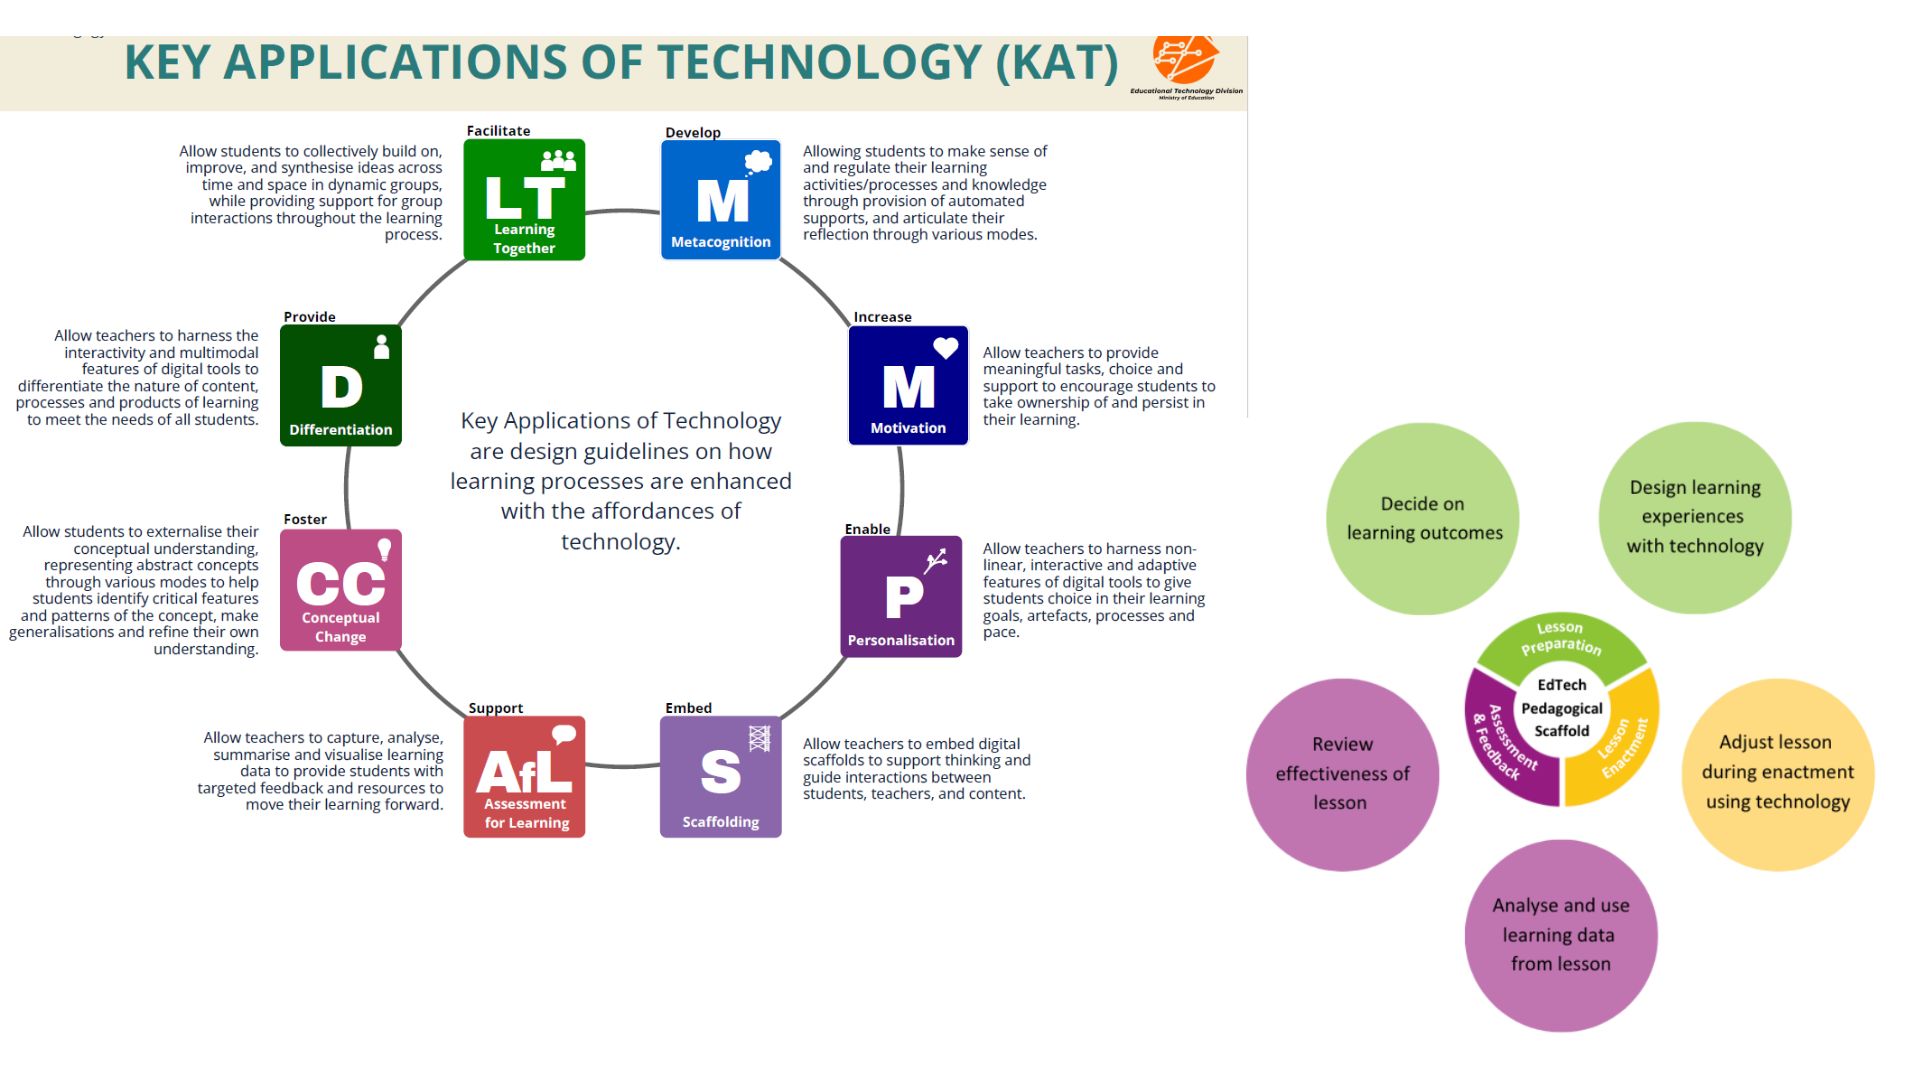 KEY APPLICATIONS OF TECHNOLOGY (KAT)
Educational Technology Division
Ministry of Education
Facilitate
LT
Learning
Together
Allow students to collectively build on,
improve, and synthesise ideas across
time and space in dynamic groups,
while providing support for group
interactions throughout the learning
process.
Develop
M
Metacognition
Allowing students to make sense of
and regulate their learning
activities/processes and knowledge
through provision of automated
supports, and articulate their
reflection through various modes.
Provide
D
Differentiation
Allow teachers to harness the
interactivity and multimodal
features of digital tools to
differentiate the nature of content,
processes and products of learning
to meet the needs of all students.
Increase
M
Motivation
Allow teachers to provide
meaningful tasks, choice and
support to encourage students to
take ownership of and persist in
their learning.
Key Applications of Technology
are design guidelines on how
learning processes are enhanced
with the affordances of
technology.
Foster
CC
Conceptual
Change
Allow students to externalise their
conceptual understanding,
representing abstract concepts
through various modes to help
students identify critical features
and patterns of the concept, make
generalisations and refine their own
understanding.
Enable
P
Personalisation
Allow teachers to harness non-
linear, interactive and adaptive
features of digital tools to give
students choice in their learning
goals, artefacts, processes and
pace.
Support
AfL
Assessment
for Learning
Allow teachers to capture, analyse,
summarise and visualise learning
data to provide students with
targeted feedback and resources to
move their learning forward.
Embed
S
Scaffolding
Allow teachers to embed digital
scaffolds to support thinking and
guide interactions between
students, teachers, and content.
Decide on
learning outcomes
Design learning
experiences
with technology
Lesson
Preparation
EdTech
Pedagogical
Scaffold
Assessment
& Feedback
Lesson
Enactment
Review
effectiveness of
lesson
Adjust lesson
during enactment
using technology
Analyse and use
learning data
from lesson